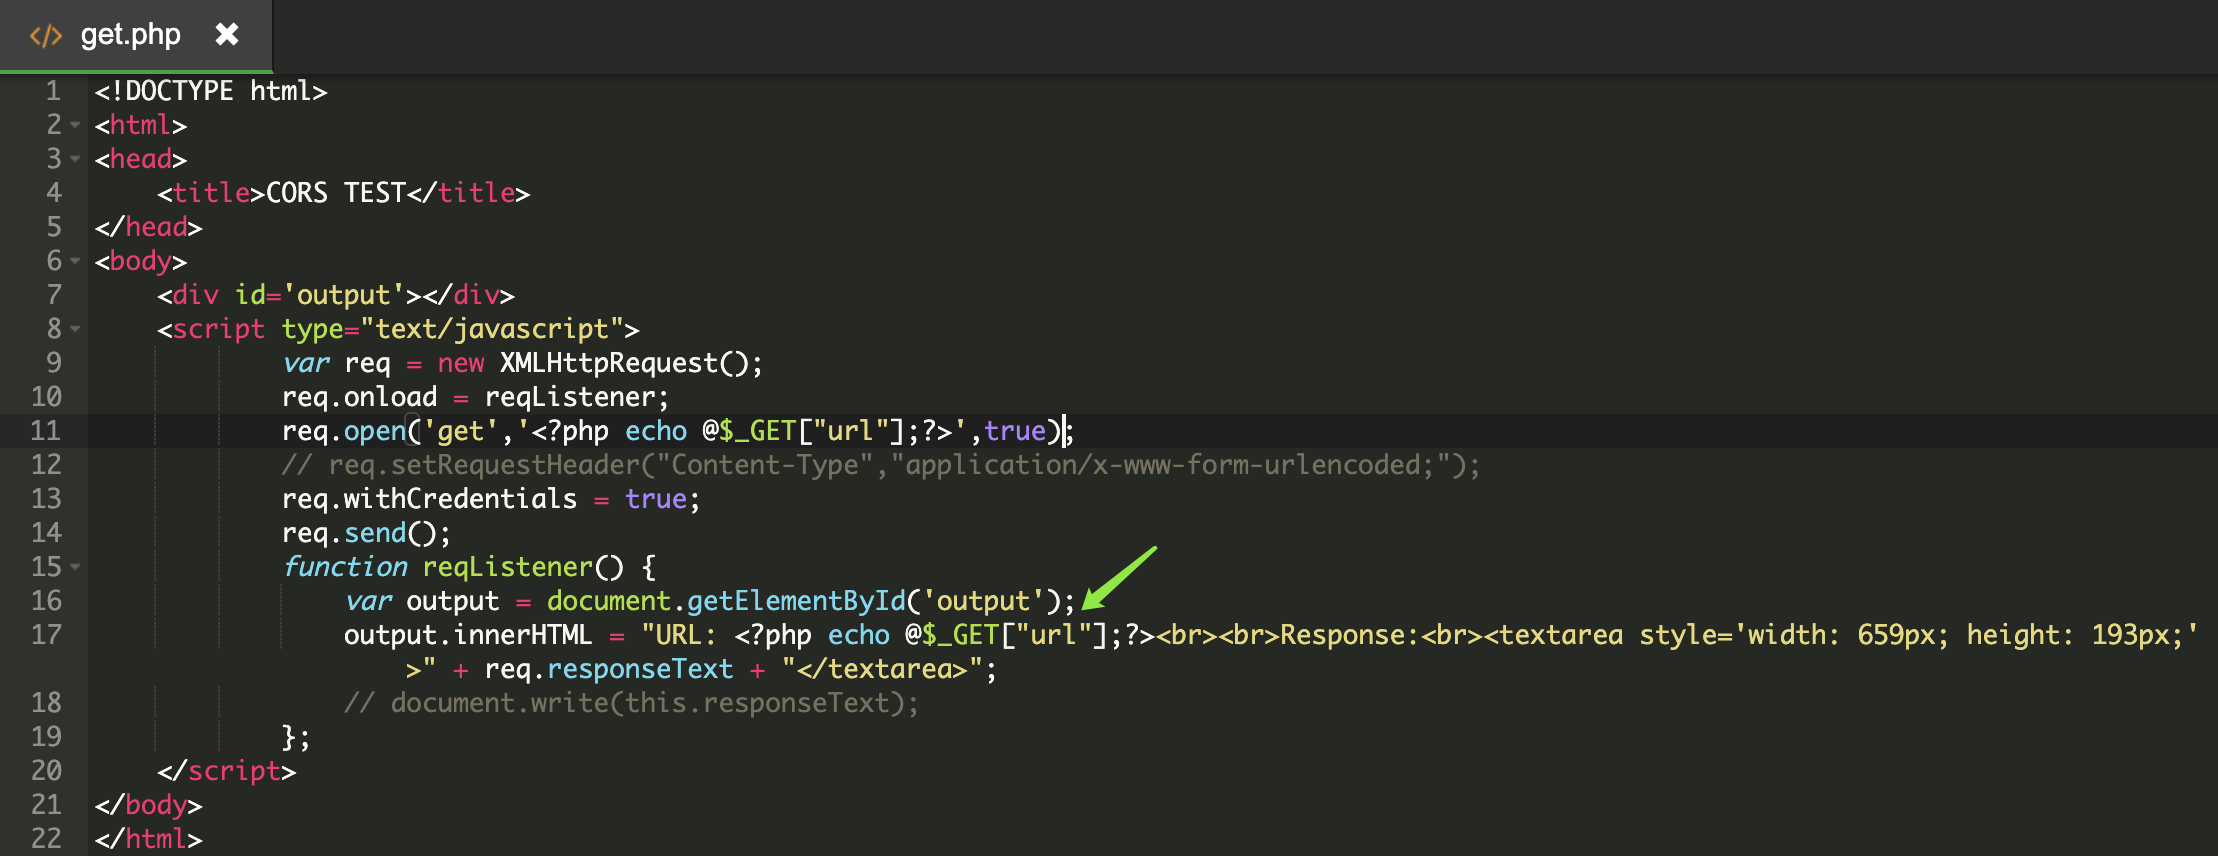 </> get.php ✖
1 <!DOCTYPE html>
2 <html>
3 <head>
4     <title>CORS TEST</title>
5 </head>
6 <body>
7     <div id='output'></div>
8     <script type="text/javascript">
9             var req = new XMLHttpRequest();
10             req.onload = reqListener;
11             req.open('get','<?php echo @$_GET["url"];?>',true);
12             // req.setRequestHeader("Content-Type","application/x-www-form-urlencoded;");
13             req.withCredentials = true;
14             req.send();
15             function reqListener() {
16                 var output = document.getElementById('output');
17                 output.innerHTML = "URL: <?php echo @$_GET["url"];?><br><br>Response:<br><textarea style='width: 659px; height: 193px;'
                    >" + req.responseText + "</textarea>";
18                 // document.write(this.responseText);
19             };
20     </script>
21 </body>
22 </html>